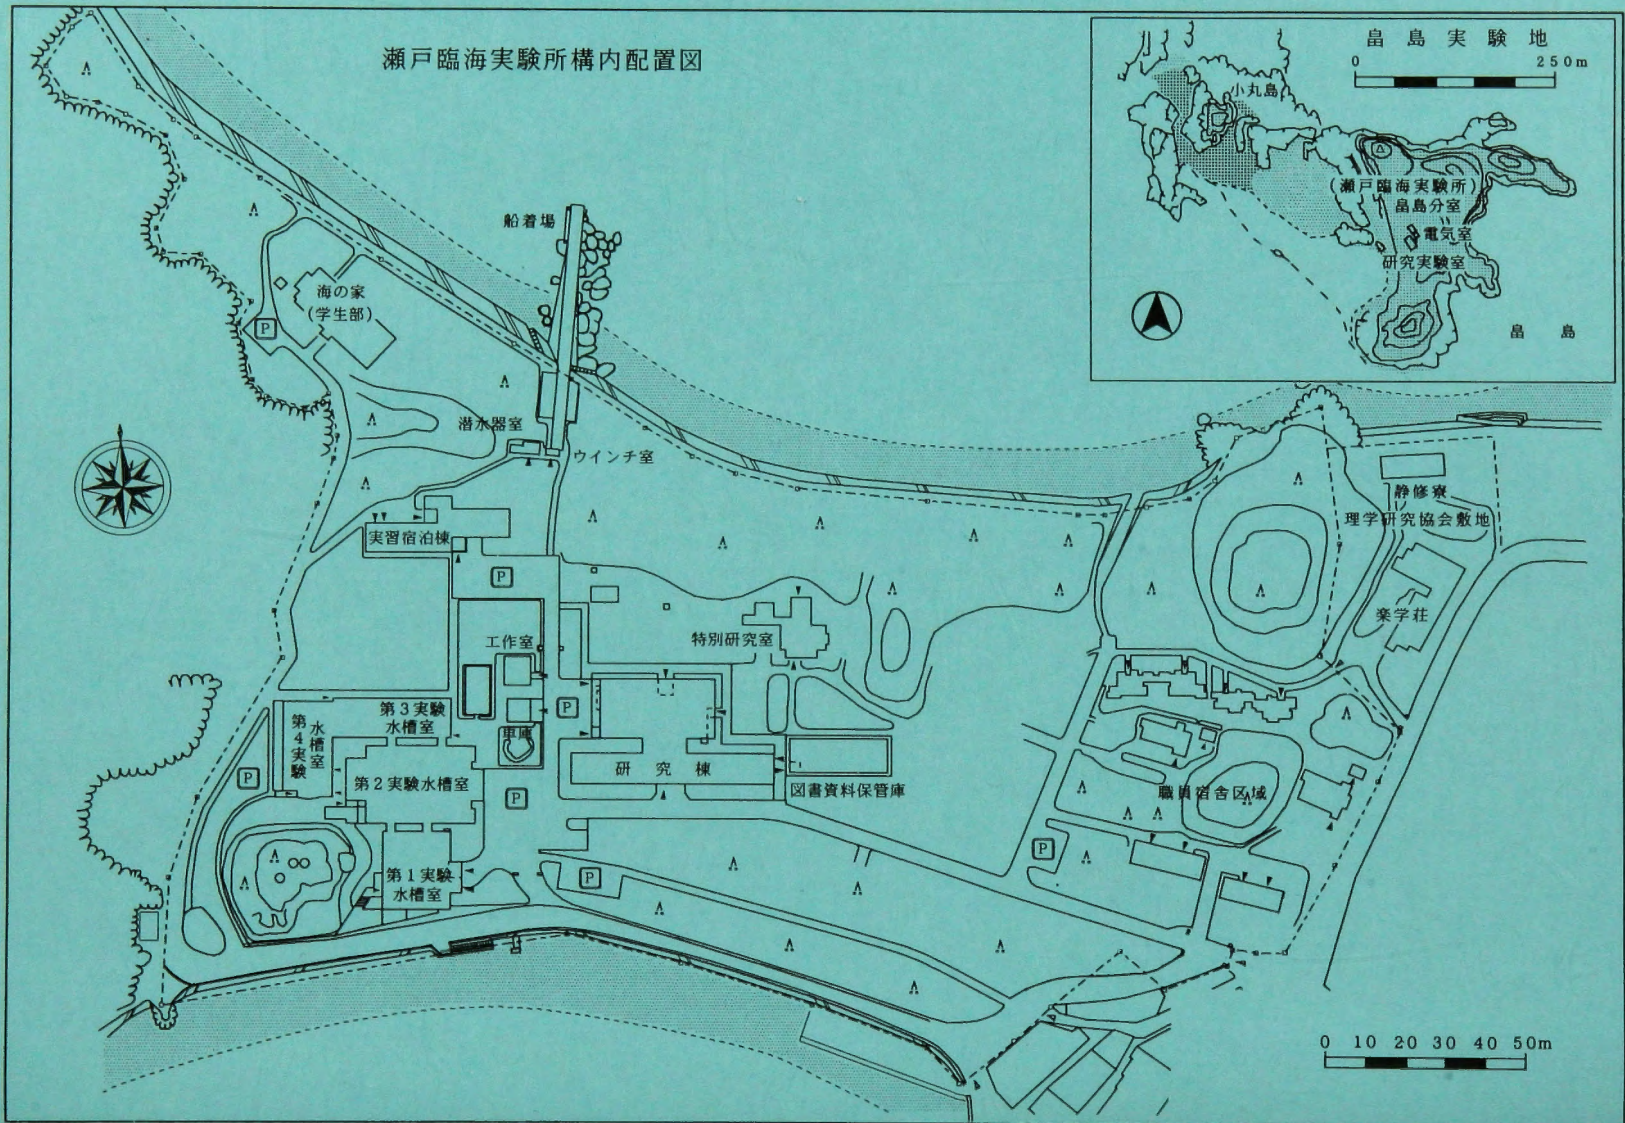 瀬戸臨海実験所構内配置図
畠島実験地
0 250m
小丸島
(瀬戸臨海実験所)
畠島分室
電気室
研究実験室
畠島
船着場
海の家
(学生部)
P
潜水器室
ウインチ室
静修寮
理学研究協会敷地
実習宿泊棟
P
楽学荘
工作室
特別研究室
P
第3実験
水槽室
第4実験
水槽室
車庫
研究棟
P
第2実験水槽室
P
図書資料保管庫
職員宿舎区域
P
第1実験
水槽室
P
0 10 20 30 40 50m